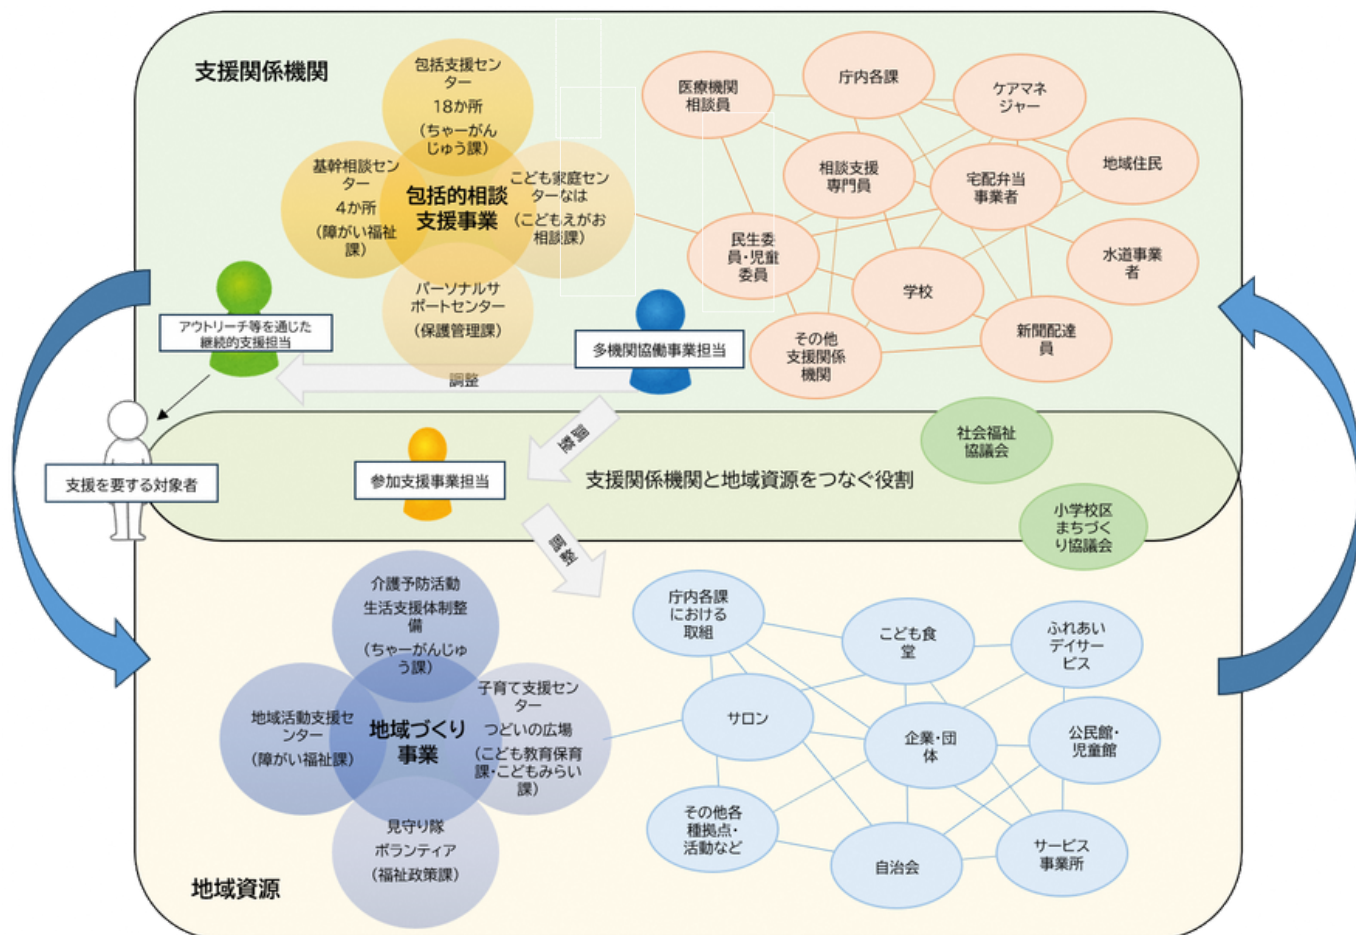 支援関係機関
包括支援セン
ター
18か所
(ちゃーがん
じゅう課)
基幹相談セン
ター
4か所
(障がい福祉
課)
包括的相談
支援事業
こども家庭セン
ターなは
(こどもえがお
相談課)
パーソナルサ
ポートセンター
(保護管理課)
医療機関
相談員
庁内各課
ケアマネ
ジャー
相談支援
専門員
宅配弁当
事業者
地域住民
民生委
員・児童
委員
学校
水道事業
者
その他
支援関係
機関
新聞配達
員
アウトリーチ等を通じた
継続的支援担当
多機関協働事業担当
調整
調整
支援を要する対象者
参加支援事業担当
支援関係機関と地域資源をつなぐ役割
社会福祉
協議会
小学校区
まちづく
り協議会
調整
介護予防活動
生活支援体制整
備
(ちゃーがんじゅ
う課)
地域活動支援セ
ンター
(障がい福祉課)
地域づくり
事業
子育て支援セン
ター
つどいの広場
(こども教育保育
課・こどもみらい
課)
見守り隊
ボランティア
(福祉政策課)
庁内各課
における
取組
こども食
堂
ふれあい
デイサー
ビス
サロン
企業・団
体
公民館・
児童館
その他各
種拠点・
活動など
自治会
サービス
事業所
地域資源